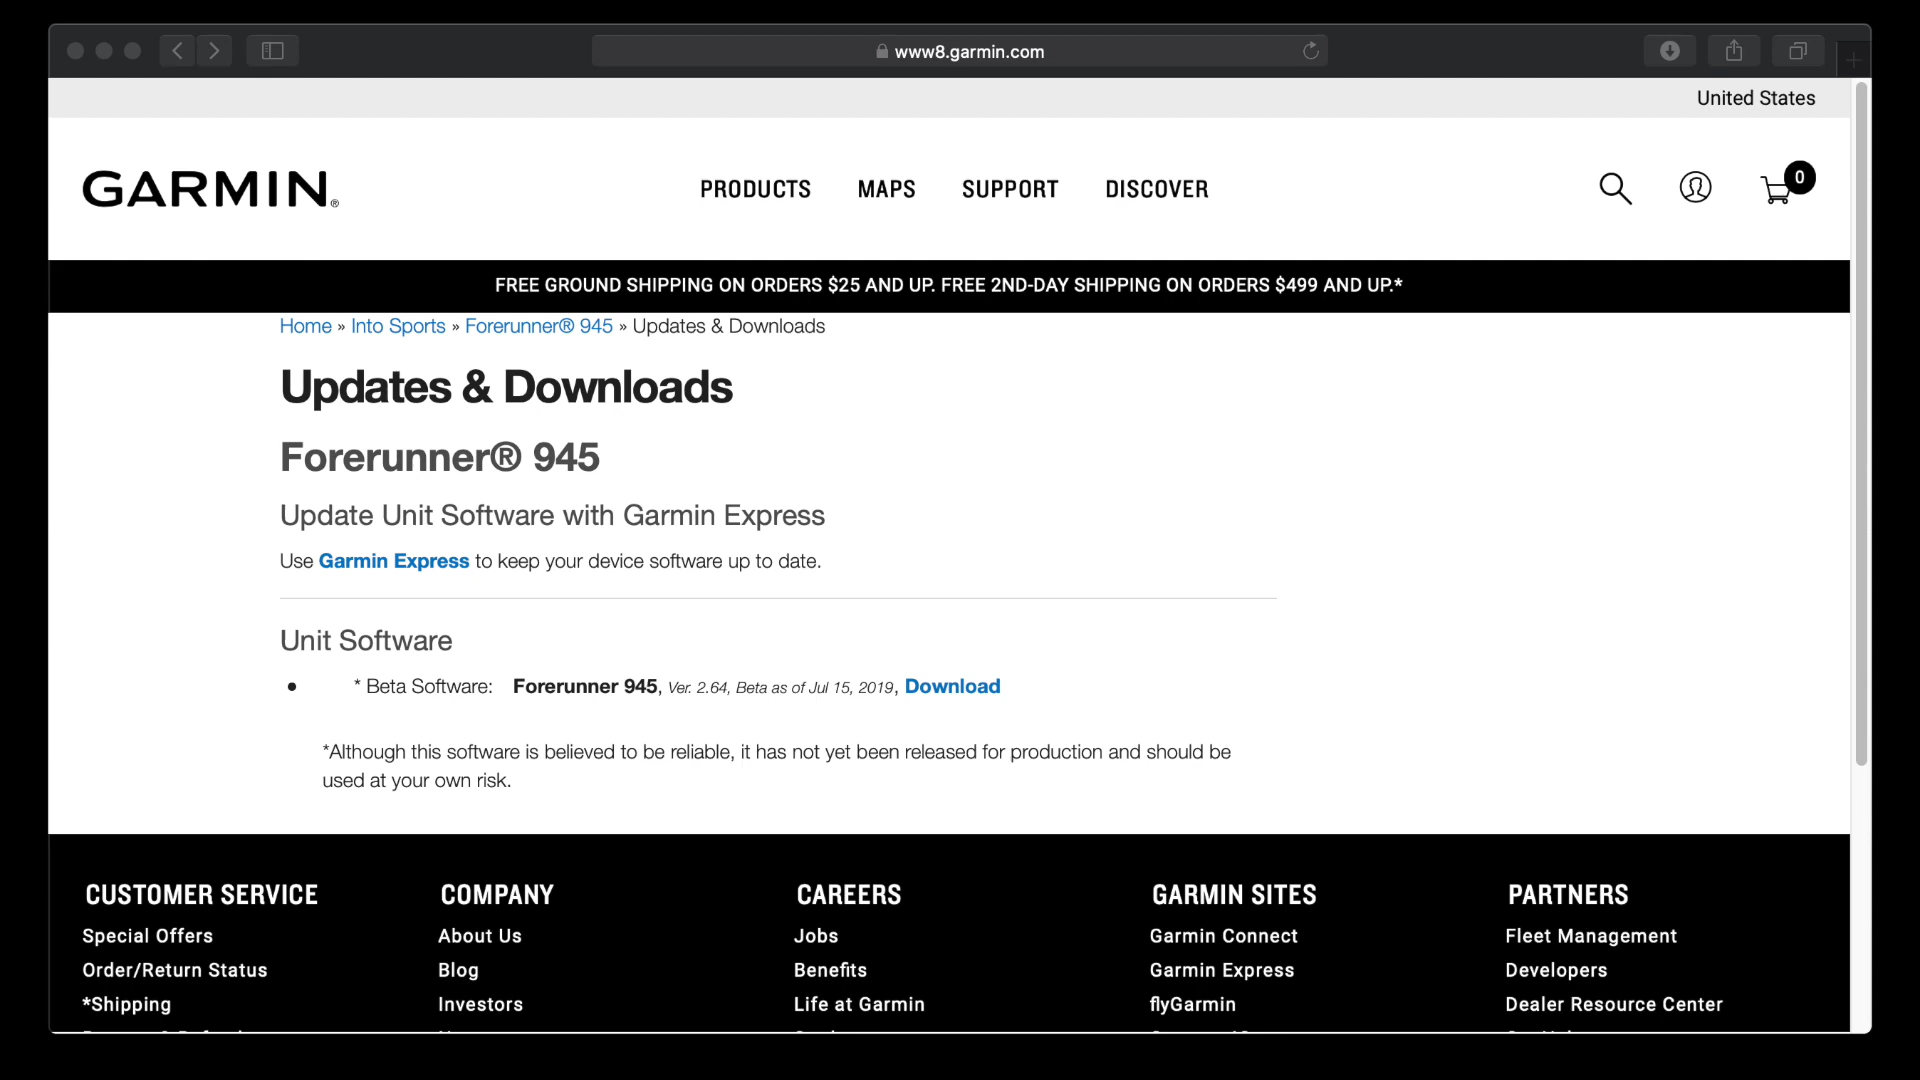 www8.garmin.com
United States
GARMIN®
PRODUCTS MAPS SUPPORT DISCOVER
0
FREE GROUND SHIPPING ON ORDERS $25 AND UP. FREE 2ND-DAY SHIPPING ON ORDERS $499 AND UP.*
Home » Into Sports » Forerunner® 945 » Updates & Downloads
Updates & Downloads
Forerunner® 945
Update Unit Software with Garmin Express
Use Garmin Express to keep your device software up to date.
Unit Software
• * Beta Software: Forerunner 945, Ver. 2.64, Beta as of Jul 15, 2019, Download
*Although this software is believed to be reliable, it has not yet been released for production and should be
used at your own risk.
CUSTOMER SERVICE COMPANY CAREERS GARMIN SITES PARTNERS
Special Offers About Us Jobs Garmin Connect Fleet Management
Order/Return Status Blog Benefits Garmin Express Developers
*Shipping Investors Life at Garmin flyGarmin Dealer Resource Center